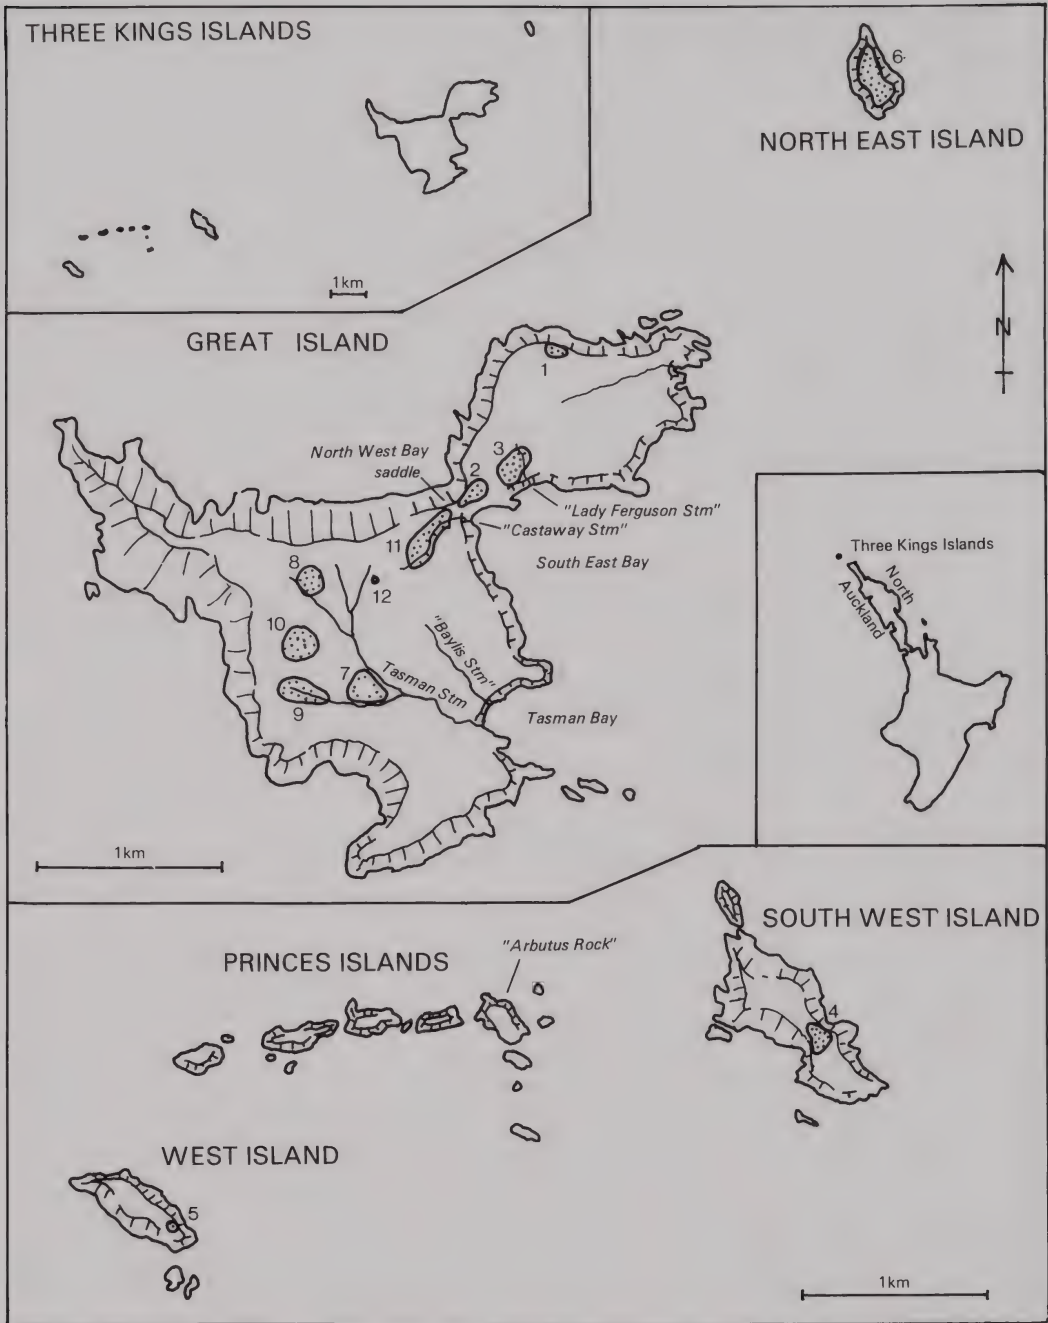 THREE KINGS ISLANDS
1km
6
NORTH EAST ISLAND
N
GREAT ISLAND
1
North West Bay
saddle
2
3
"Lady Ferguson Stm"
"Castaway Stm"
11
South East Bay
8
12
10
"Baylis Stm"
7
Tasman Stm
9
Tasman Bay
1km
Three Kings Islands
North
Auckland
PRINCES ISLANDS
"Arbutus Rock"
SOUTH WEST ISLAND
4
WEST ISLAND
5
1km